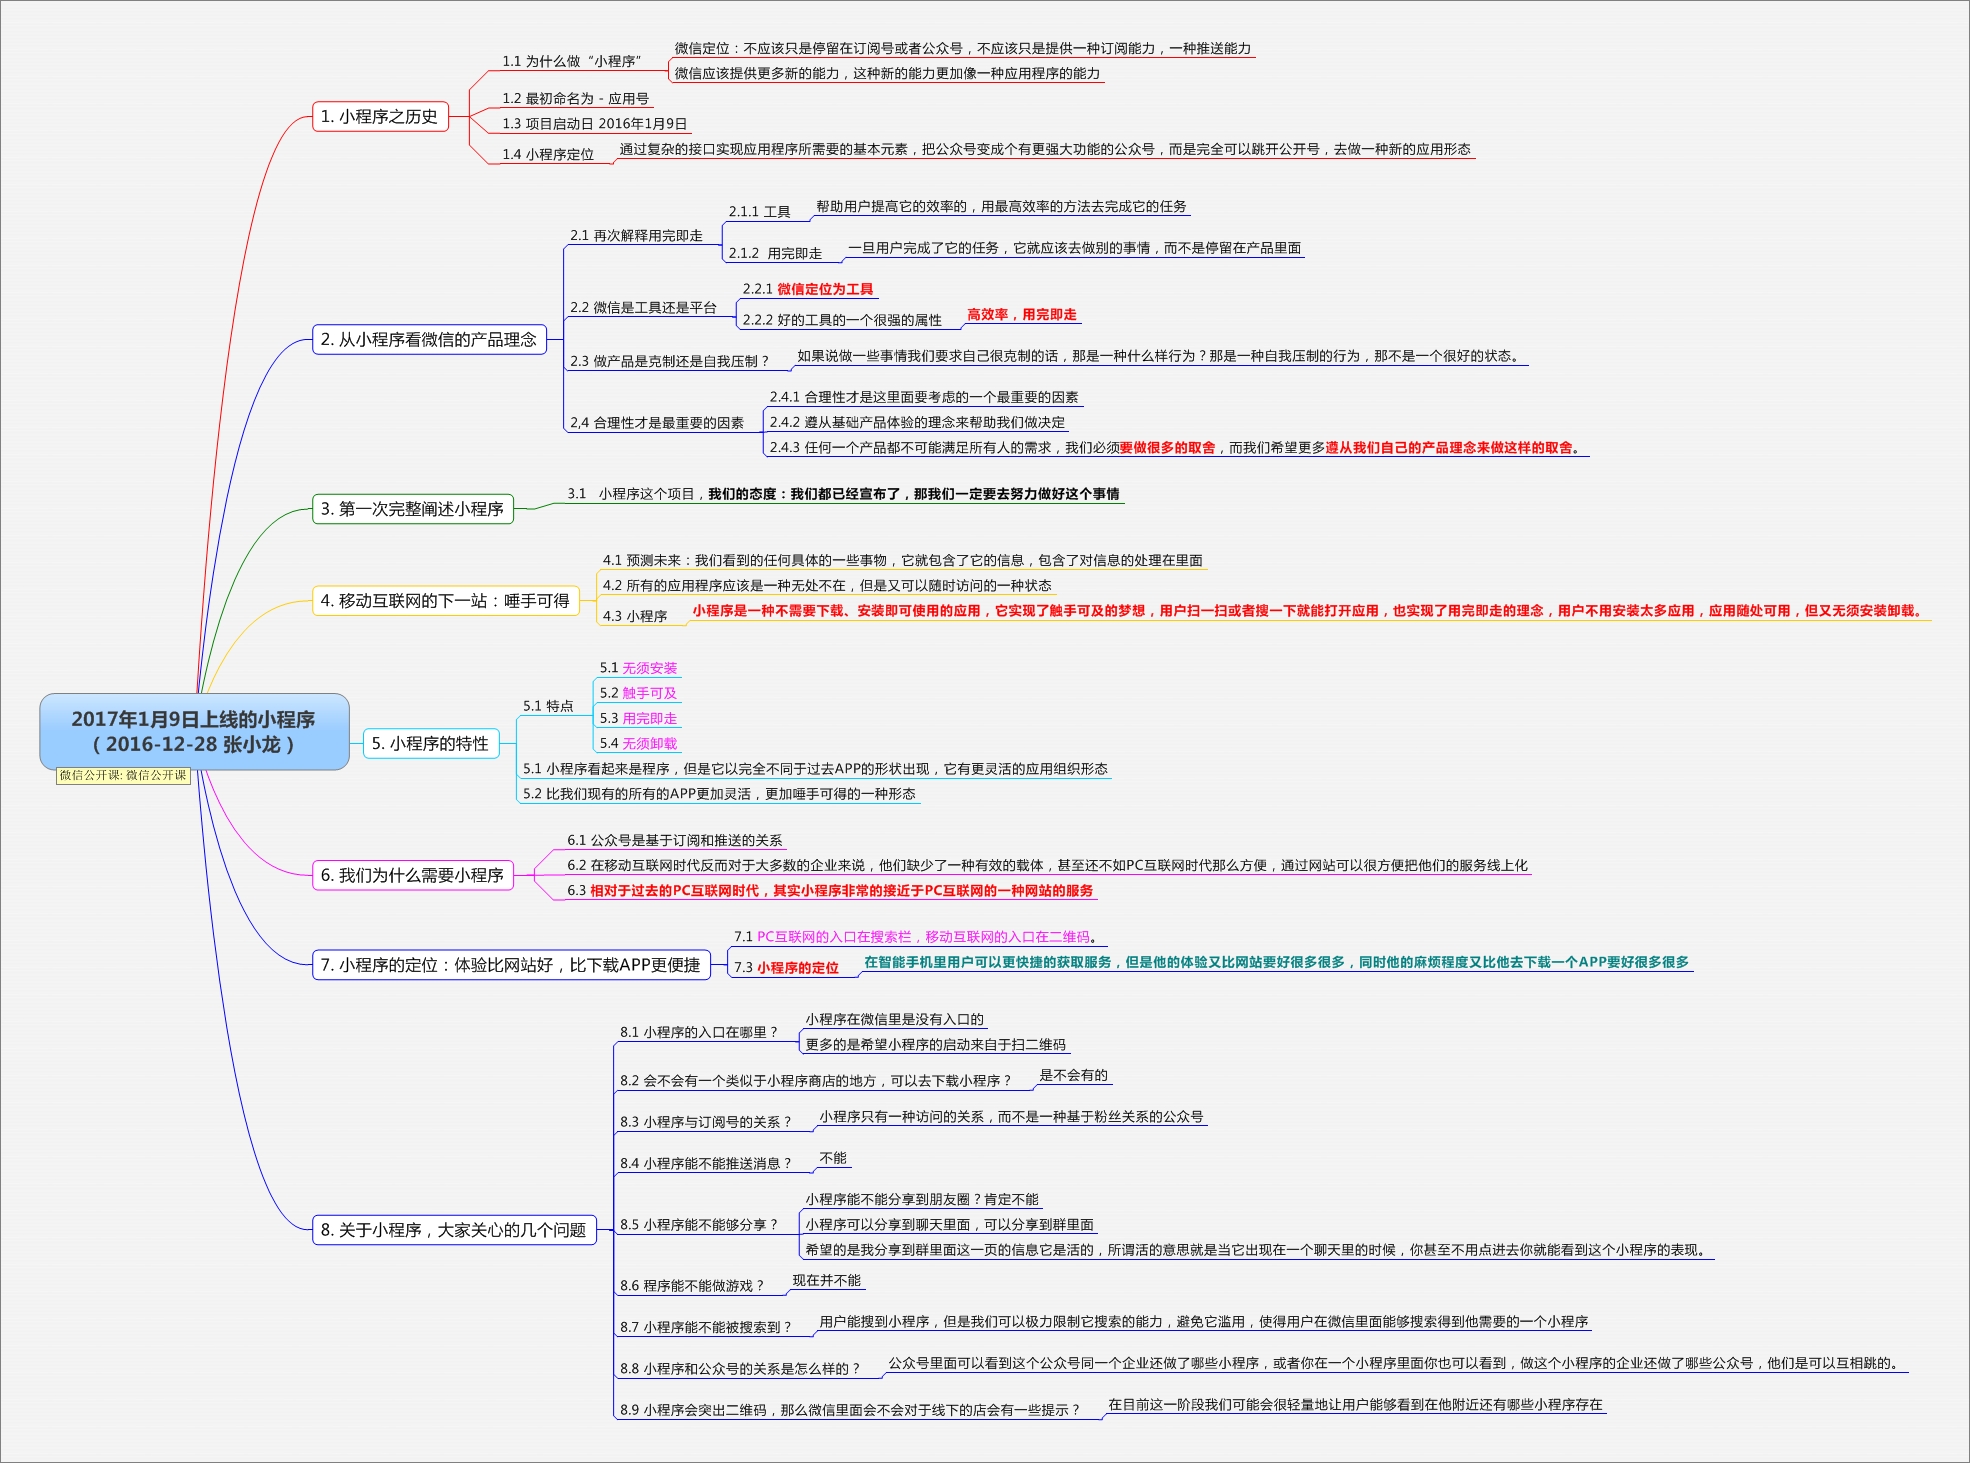 2017年1月9日上线的小程序
（2016-12-28 张小龙）
微信公开课: 微信公开课
1. 小程序之历史
1.1 为什么做“小程序”
微信定位：不应该只是停留在订阅号或者公众号，不应该只是提供一种订阅能力，一种推送能力
微信应该提供更多新的能力，这种新的能力更加像一种应用程序的能力
1.2 最初命名为 - 应用号
1.3 项目启动日 2016年1月9日
1.4 小程序定位
通过复杂的接口实现应用程序所需要的基本元素，把公众号变成个有更强大功能的公众号，而是完全可以跳开公开号，去做一种新的应用形态
2. 从小程序看微信的产品理念
2.1 再次解释用完即走
2.1.1 工具
帮助用户提高它的效率的，用最高效率的方法去完成它的任务
2.1.2 用完即走
一旦用户完成了它的任务，它就应该去做别的事情，而不是停留在产品里面
2.2 微信是工具还是平台
2.2.1 微信定位为工具
2.2.2 好的工具的一个很强的属性
高效率，用完即走
2.3 做产品是克制还是自我压制？
如果说做一些事情我们要求自己很克制的话，那是一种什么样行为？那是一种自我压制的行为，那不是一个很好的状态。
2,4 合理性才是最重要的因素
2.4.1 合理性才是这里面要考虑的一个最重要的因素
2.4.2 遵从基础产品体验的理念来帮助我们做决定
2.4.3 任何一个产品都不可能满足所有人的需求，我们必须要做很多的取舍，而我们希望更多遵从我们自己的产品理念来做这样的取舍。
3. 第一次完整阐述小程序
3.1 小程序这个项目，我们的态度：我们都已经宣布了，那我们一定要去努力做好这个事情
4. 移动互联网的下一站：唾手可得
4.1 预测未来：我们看到的任何具体的一些事物，它就包含了它的信息，包含了对信息的处理在里面
4.2 所有的应用程序应该是一种无处不在，但是又可以随时访问的一种状态
4.3 小程序
小程序是一种不需要下载、安装即可使用的应用，它实现了触手可及的梦想，用户扫一扫或者搜一下就能打开应用，也实现了用完即走的理念，用户不用安装太多应用，应用随处可用，但又无须安装卸载。
5. 小程序的特性
5.1 特点
5.1 无须安装
5.2 触手可及
5.3 用完即走
5.4 无须卸载
5.1 小程序看起来是程序，但是它以完全不同于过去APP的形状出现，它有更灵活的应用组织形态
5.2 比我们现有的所有的APP更加灵活，更加唾手可得的一种形态
6. 我们为什么需要小程序
6.1 公众号是基于订阅和推送的关系
6.2 在移动互联网时代反而对于大多数的企业来说，他们缺少了一种有效的载体，甚至还不如PC互联网时代那么方便，通过网站可以很方便把他们的服务线上化
6.3 相对于过去的PC互联网时代，其实小程序非常的接近于PC互联网的一种网站的服务
7. 小程序的定位：体验比网站好，比下载APP更便捷
7.1 PC互联网的入口在搜索栏，移动互联网的入口在二维码。
7.3 小程序的定位
在智能手机里用户可以更快捷的获取服务，但是他的体验又比网站要好很多很多，同时他的麻烦程度又比他去下载一个APP要好很多很多
8. 关于小程序，大家关心的几个问题
8.1 小程序的入口在哪里？
小程序在微信里是没有入口的
更多的是希望小程序的启动来自于扫二维码
8.2 会不会有一个类似于小程序商店的地方，可以去下载小程序？
是不会有的
8.3 小程序与订阅号的关系？
小程序只有一种访问的关系，而不是一种基于粉丝关系的公众号
8.4 小程序能不能推送消息？
不能
8.5 小程序能不能够分享？
小程序能不能分享到朋友圈？肯定不能
小程序可以分享到聊天里面，可以分享到群里面
希望的是我分享到群里面这一页的信息它是活的，所谓活的意思就是当它出现在一个聊天里的时候，你甚至不用点进去你就能看到这个小程序的表现。
8.6 程序能不能做游戏？
现在并不能
8.7 小程序能不能被搜索到？
用户能搜到小程序，但是我们可以极力限制它搜索的能力，避免它滥用，使得用户在微信里面能够搜索得到他需要的一个小程序
8.8 小程序和公众号的关系是怎么样的？
公众号里面可以看到这个公众号同一个企业还做了哪些小程序，或者你在一个小程序里面你也可以看到，做这个小程序的企业还做了哪些公众号，他们是可以互相跳的。
8.9 小程序会突出二维码，那么微信里面会不会对于线下的店会有一些提示？
在目前这一阶段我们可能会很轻量地让用户能够看到在他附近还有哪些小程序存在